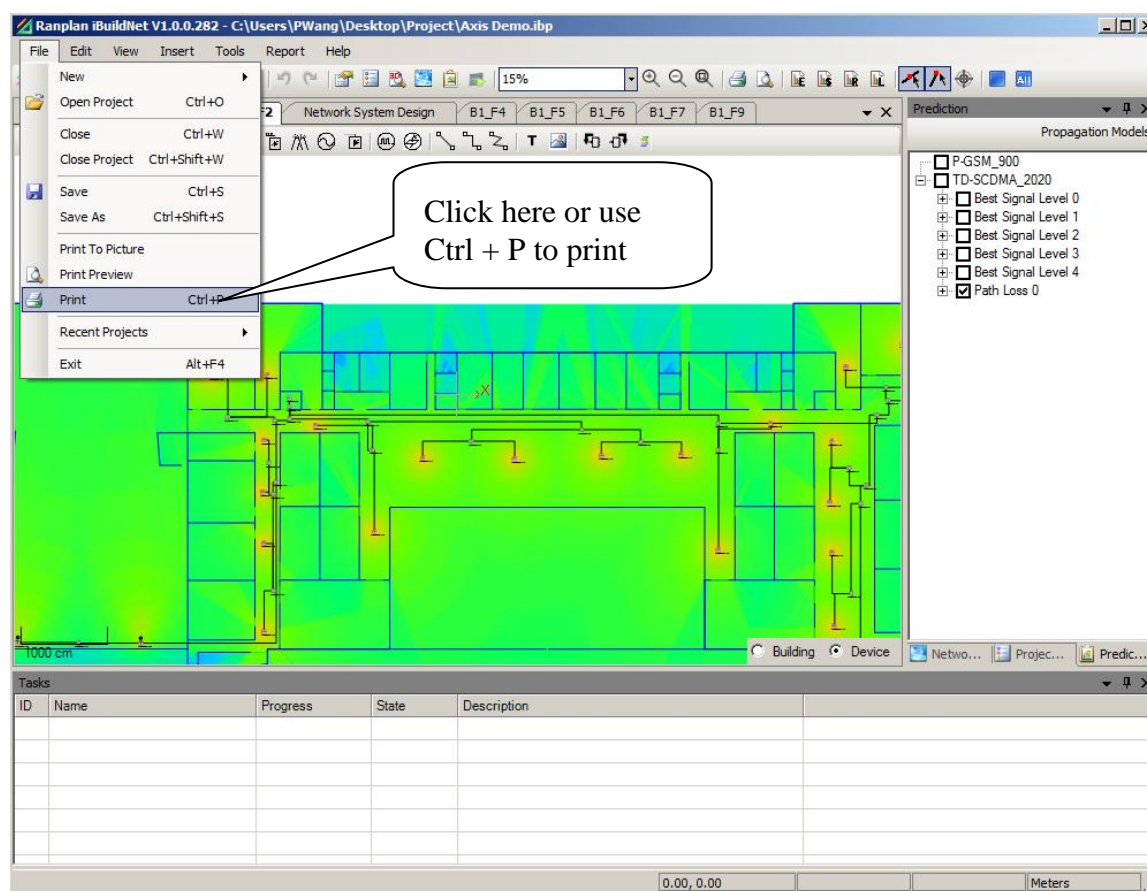 Ranplan iBuildNet V1.0.0.282 - C:\Users\PWang\Desktop\Project\Axis Demo.ibp
File Edit View Insert Tools Report Help
15%
New
Open Project Ctrl+O
Close Ctrl+W
Close Project Ctrl+Shift+W
Save Ctrl+S
Save As Ctrl+Shift+S
Print To Picture
Print Preview
Print Ctrl+P
Recent Projects
Exit Alt+F4
F2 Network System Design B1_F4 B1_F5 B1_F6 B1_F7 B1_F9
Click here or use
Ctrl + P to print
X
1000 cm
Building Device
Prediction
Propagation Models
P-GSM_900
TD-SCDMA_2020
Best Signal Level 0
Best Signal Level 1
Best Signal Level 2
Best Signal Level 3
Best Signal Level 4
Path Loss 0
Netwo... Projec... Predic...
Tasks
ID Name Progress State Description
0.00, 0.00 Meters